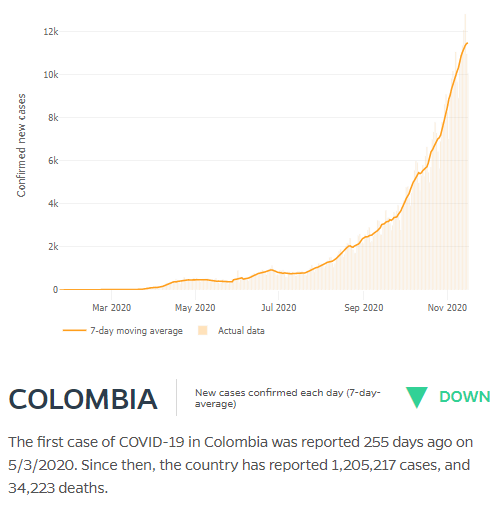 12k
10k
8k
6k
4k
2k
0
Confirmed new cases
Mar 2020 May 2020 Jul 2020 Sep 2020 Nov 2020
7-day moving average Actual data
COLOMBIA
New cases confirmed each day (7-day-
average)
DOWN
The first case of COVID-19 in Colombia was reported 255 days ago on
5/3/2020. Since then, the country has reported 1,205,217 cases, and
34,223 deaths.